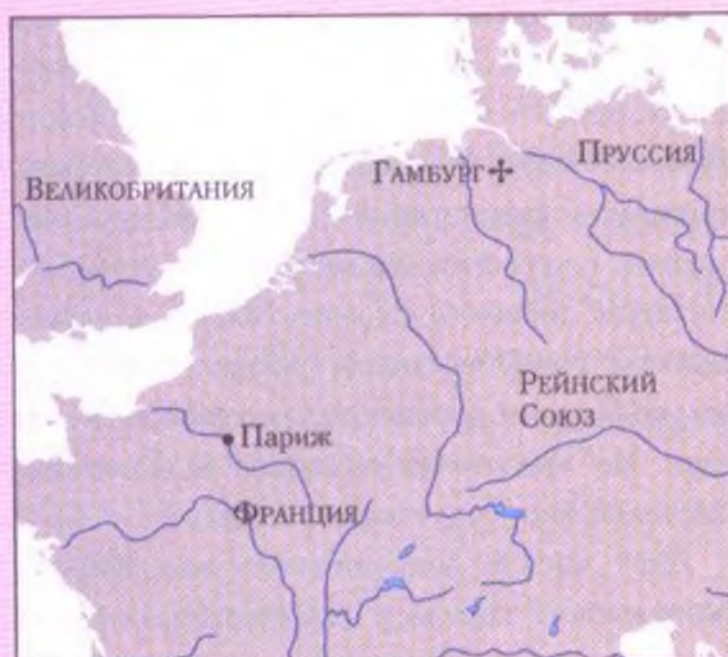 Пруссия
Гамбург
Великобритания
Рейнский
Союз
Париж
Франция